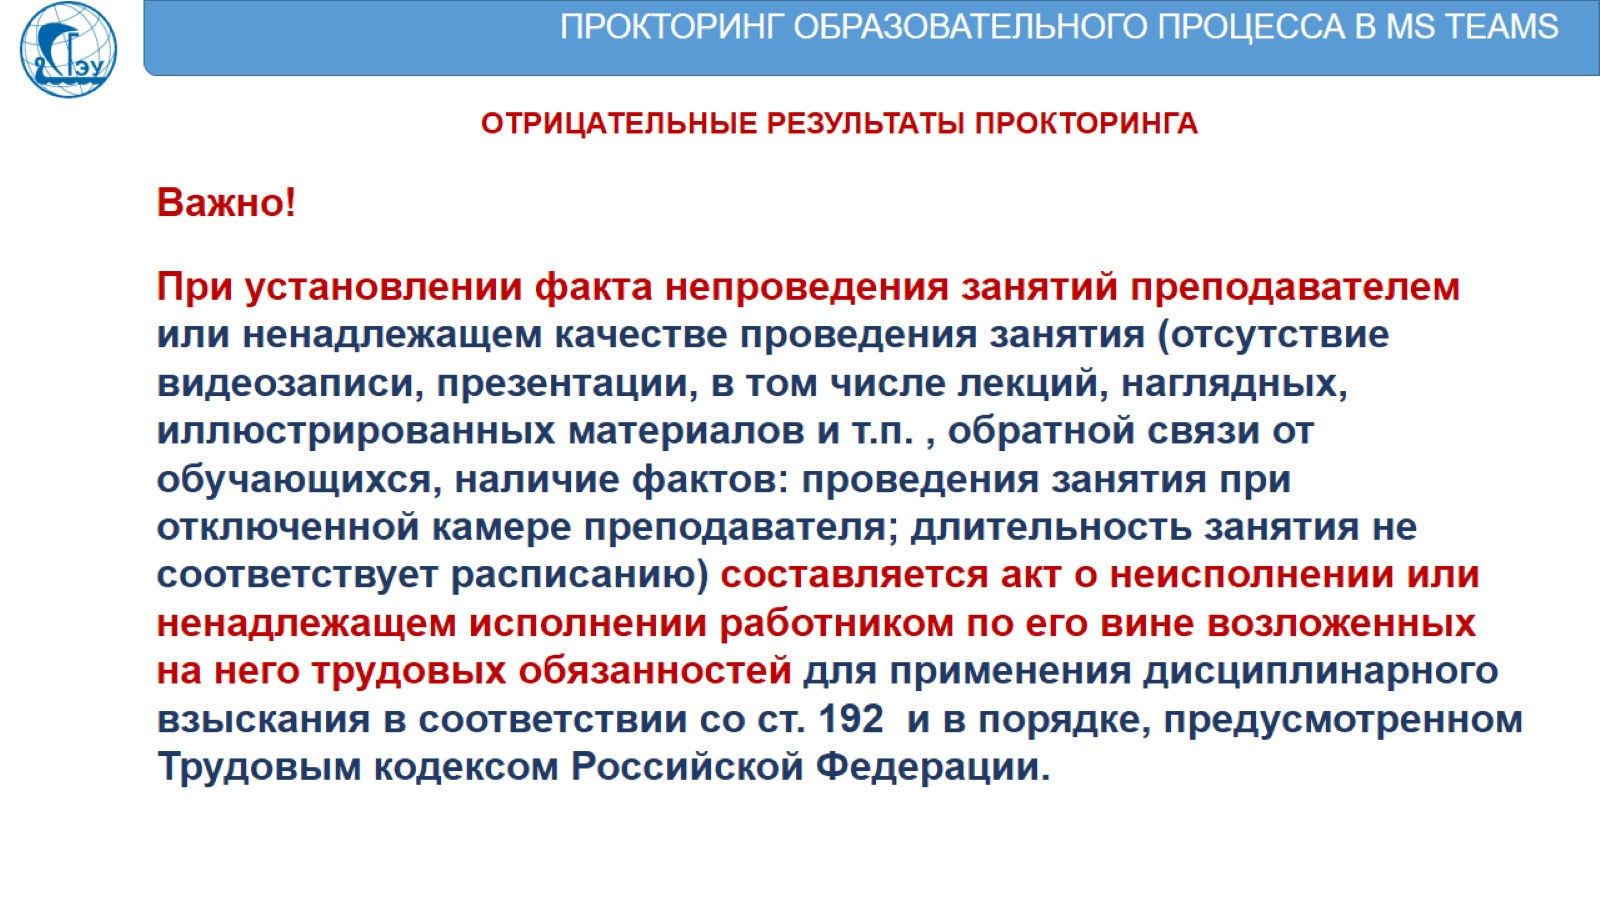 ПРОКТОРИНГ ОБРАЗОВАТЕЛЬНОГО ПРОЦЕССА В MS TEAMS
ГЭУ
ОТРИЦАТЕЛЬНЫЕ РЕЗУЛЬТАТЫ ПРОКТОРИНГА
Важно!
При установлении факта непроведения занятий преподавателем
или ненадлежащем качестве проведения занятия (отсутствие
видеозаписи, презентации, в том числе лекций, наглядных,
иллюстрированных материалов и т.п. , обратной связи от
обучающихся, наличие фактов: проведения занятия при
отключенной камере преподавателя; длительность занятия не
соответствует расписанию) составляется акт о неисполнении или
ненадлежащем исполнении работником по его вине возложенных
на него трудовых обязанностей для применения дисциплинарного
взыскания в соответствии со ст. 192  и в порядке, предусмотренном
Трудовым кодексом Российской Федерации.